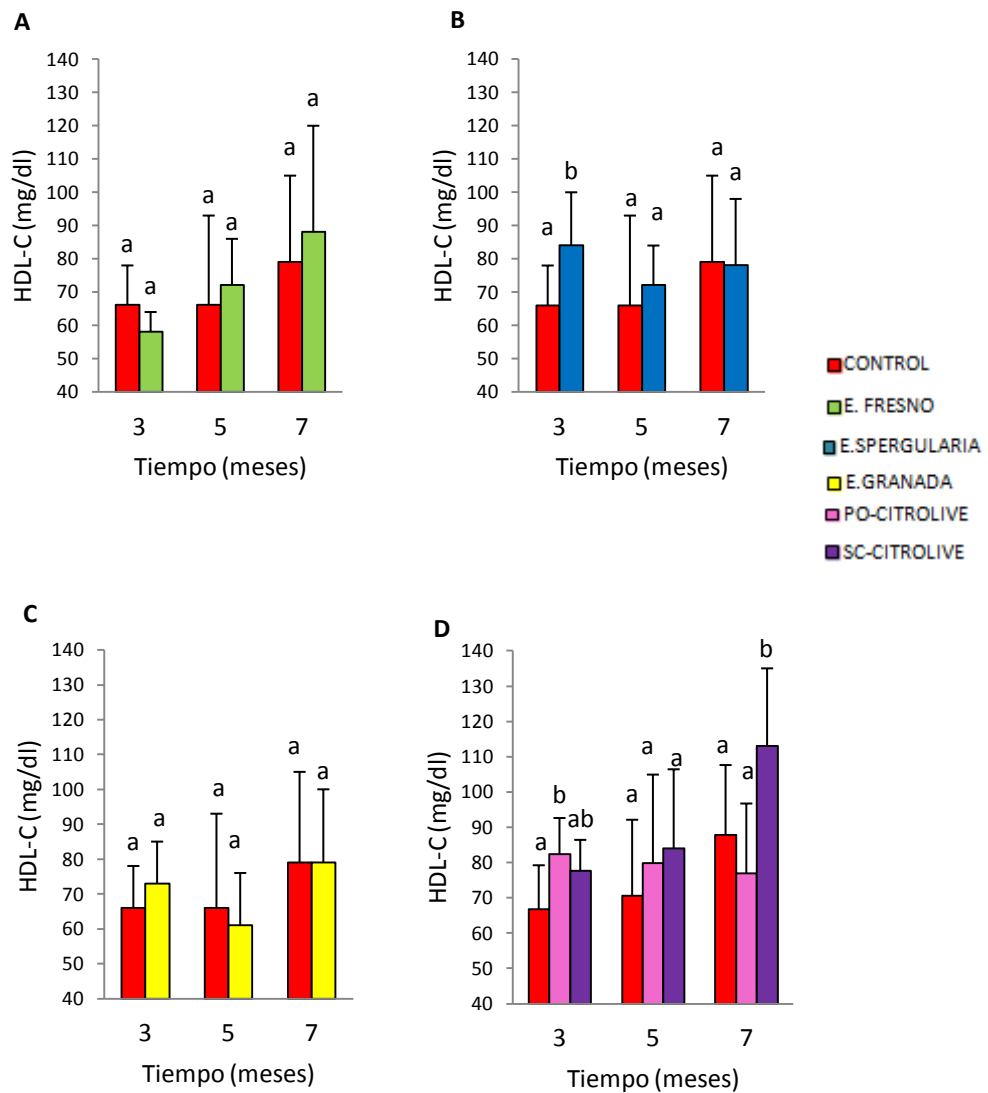 A
HDL-C (mg/dl)
140
130
120
110
100
90
80
70
60
50
40
a
a
a
a
a
a
3 5 7
Tiempo (meses)
B
HDL-C (mg/dl)
140
130
120
110
100
90
80
70
60
50
40
a
b
a
a
a
a
3 5 7
Tiempo (meses)
CONTROL
E. FRESNO
E.SPERGULARIA
E.GRANADA
PO-CITROLIVE
SC-CITROLIVE
C
HDL-C (mg/dl)
140
130
120
110
100
90
80
70
60
50
40
a
a
a
a
a
a
3 5 7
Tiempo (meses)
D
HDL-C (mg/dl)
140
130
120
110
100
90
80
70
60
50
40
a
b
ab
a
a
a
a
a
b
3 5 7
Tiempo (meses)